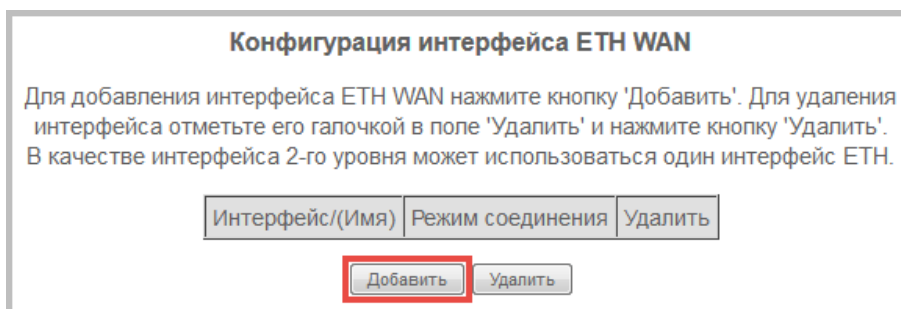 Конфигурация интерфейса ETH WAN
Для добавления интерфейса ETH WAN нажмите кнопку 'Добавить'. Для удаления
интерфейса отметьте его галочкой в поле 'Удалить' и нажмите кнопку 'Удалить'.
В качестве интерфейса 2-го уровня может использоваться один интерфейс ETH.
Интерфейс/(Имя) Режим соединения Удалить
Добавить Удалить